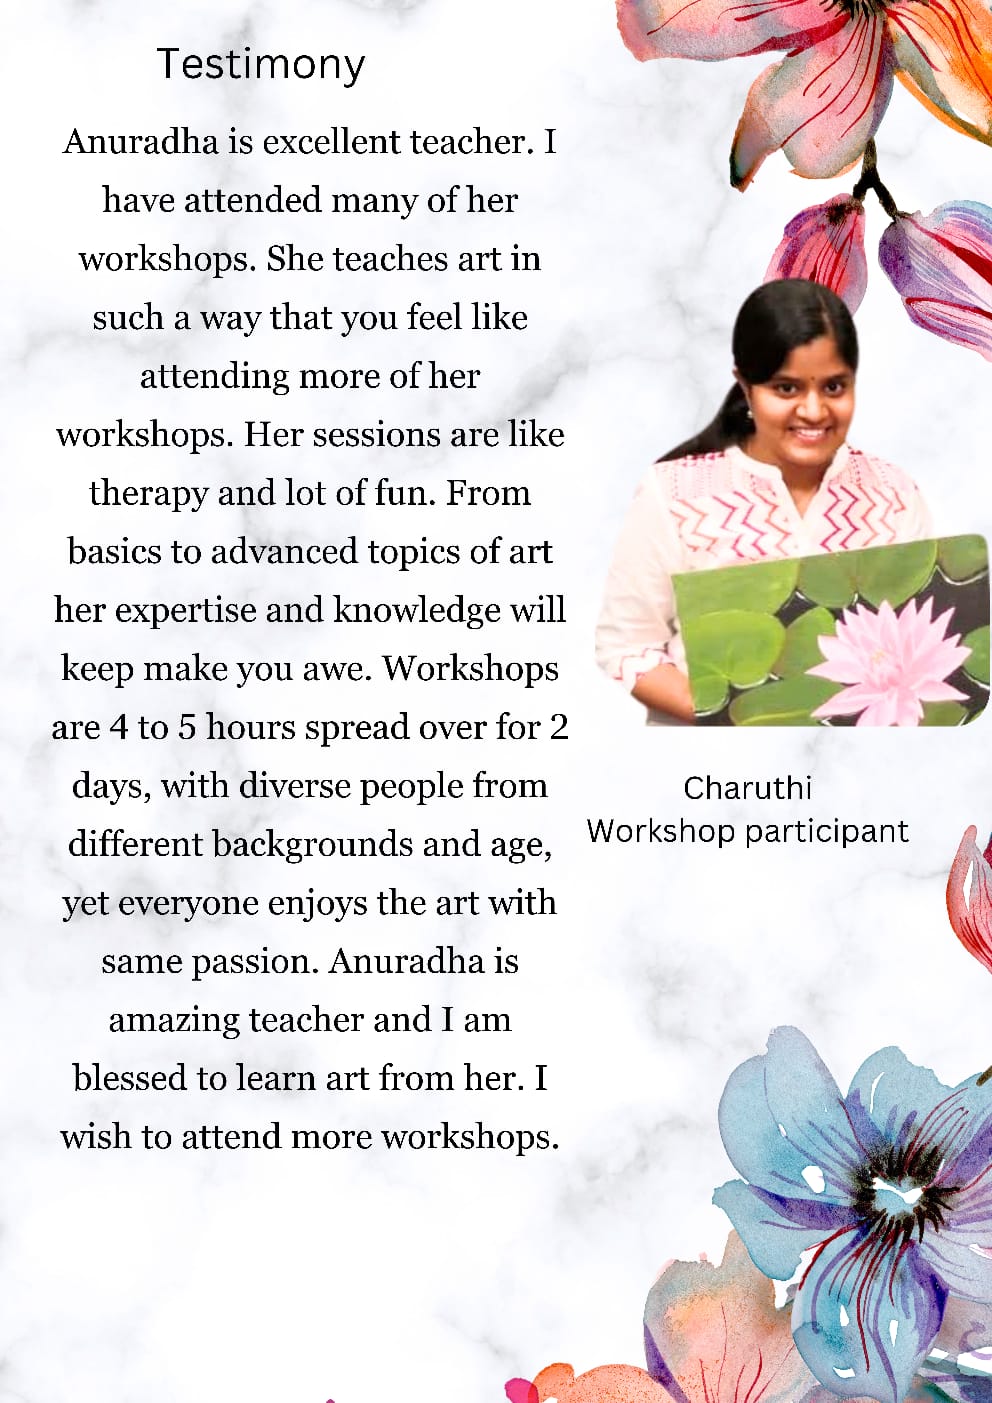 Testimony
Anuradha is excellent teacher. I
have attended many of her
workshops. She teaches art in
such a way that you feel like
attending more of her
workshops. Her sessions are like
therapy and lot of fun. From
basics to advanced topics of art
her expertise and knowledge will
keep make you awe. Workshops
are 4 to 5 hours spread over for 2
days, with diverse people from
different backgrounds and age,
yet everyone enjoys the art with
same passion. Anuradha is
amazing teacher and I am
blessed to learn art from her. I
wish to attend more workshops.
Charuthi
Workshop participant